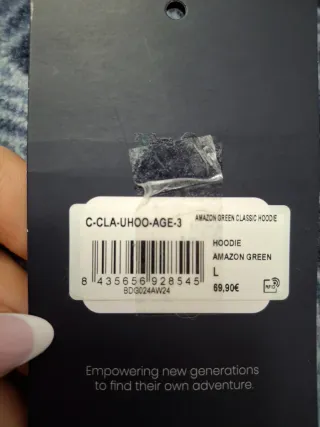 C-CLA-UHOO-AGE-3
AMAZON GREEN CLASSIC HOODIE
HOODIE
AMAZON GREEN
L
69,90€
8 435656 928545
BDG024AW24
Empowering new generations
to find their own adventure.